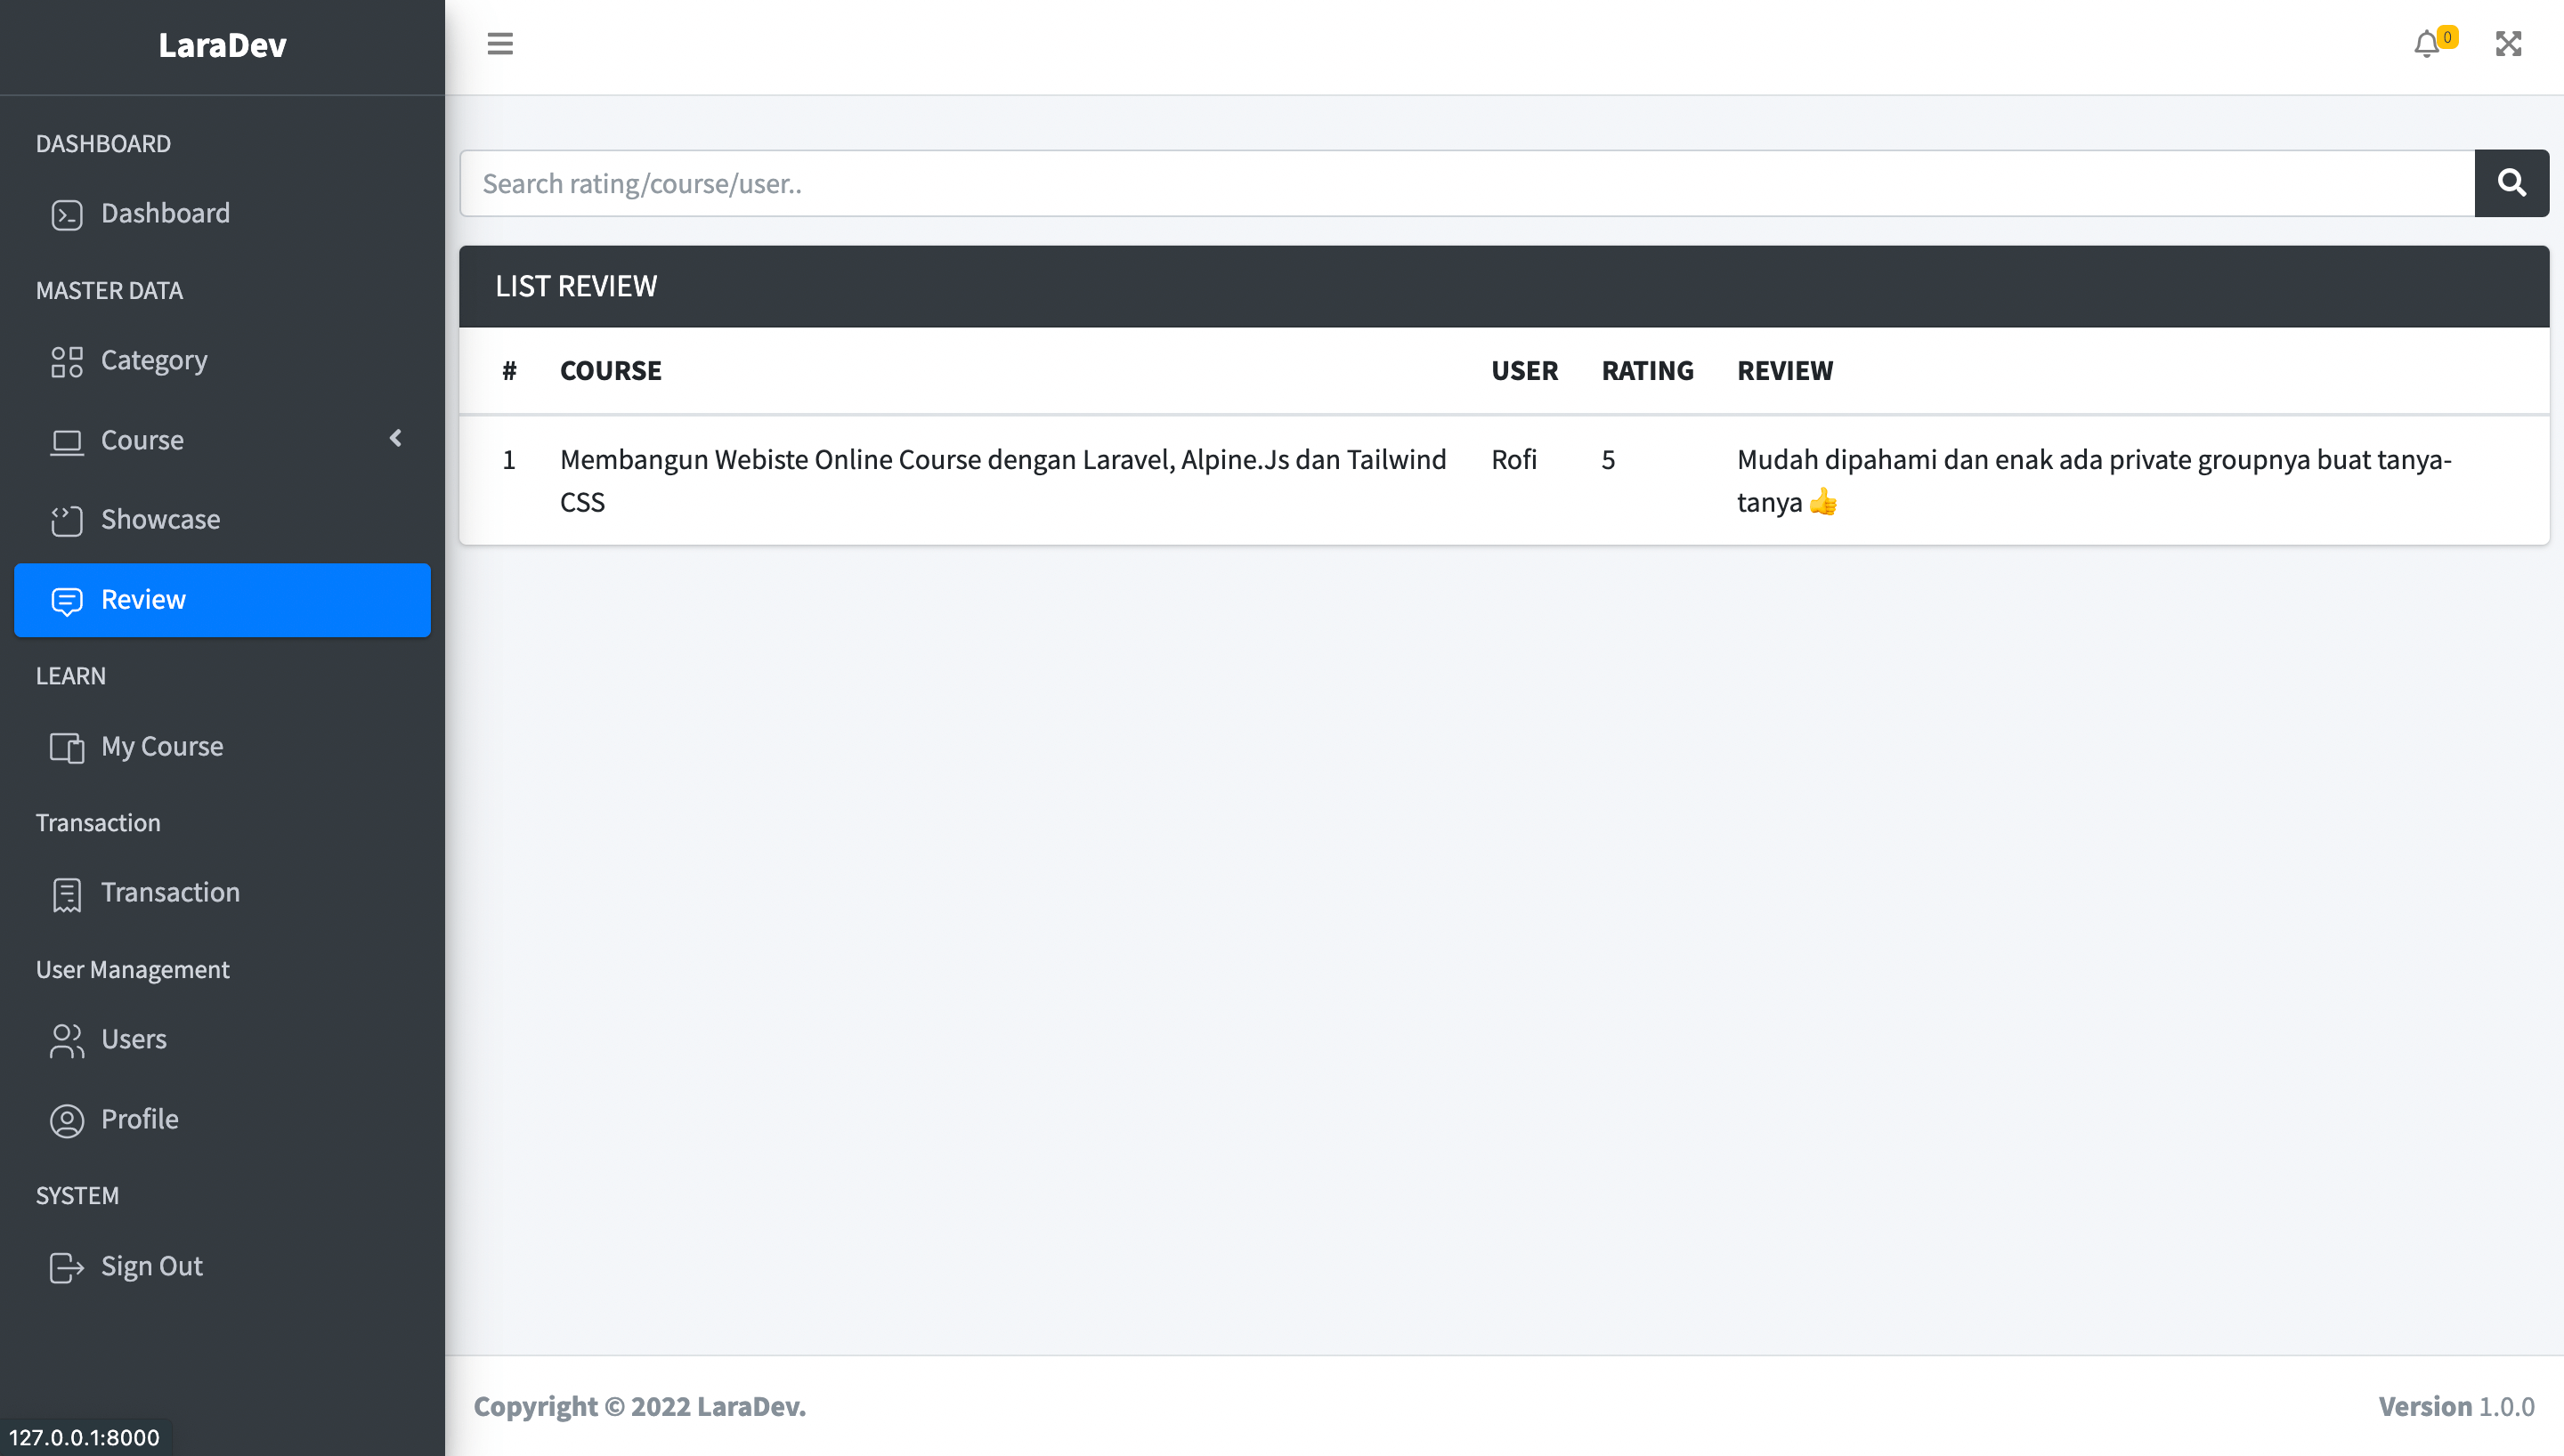 LaraDev
0
DASHBOARD
Dashboard
MASTER DATA
Category
Course
Showcase
Review
LEARN
My Course
Transaction
Transaction
User Management
Users
Profile
SYSTEM
Sign Out
127.0.0.1:8000
Search rating/course/user..
LIST REVIEW
# COURSE USER RATING REVIEW
1 Membangun Webiste Online Course dengan Laravel, Alpine.Js dan Tailwind Rofi 5 Mudah dipahami dan enak ada private groupnya buat tanya-
CSS tanya 👍
Copyright © 2022 LaraDev. Version 1.0.0